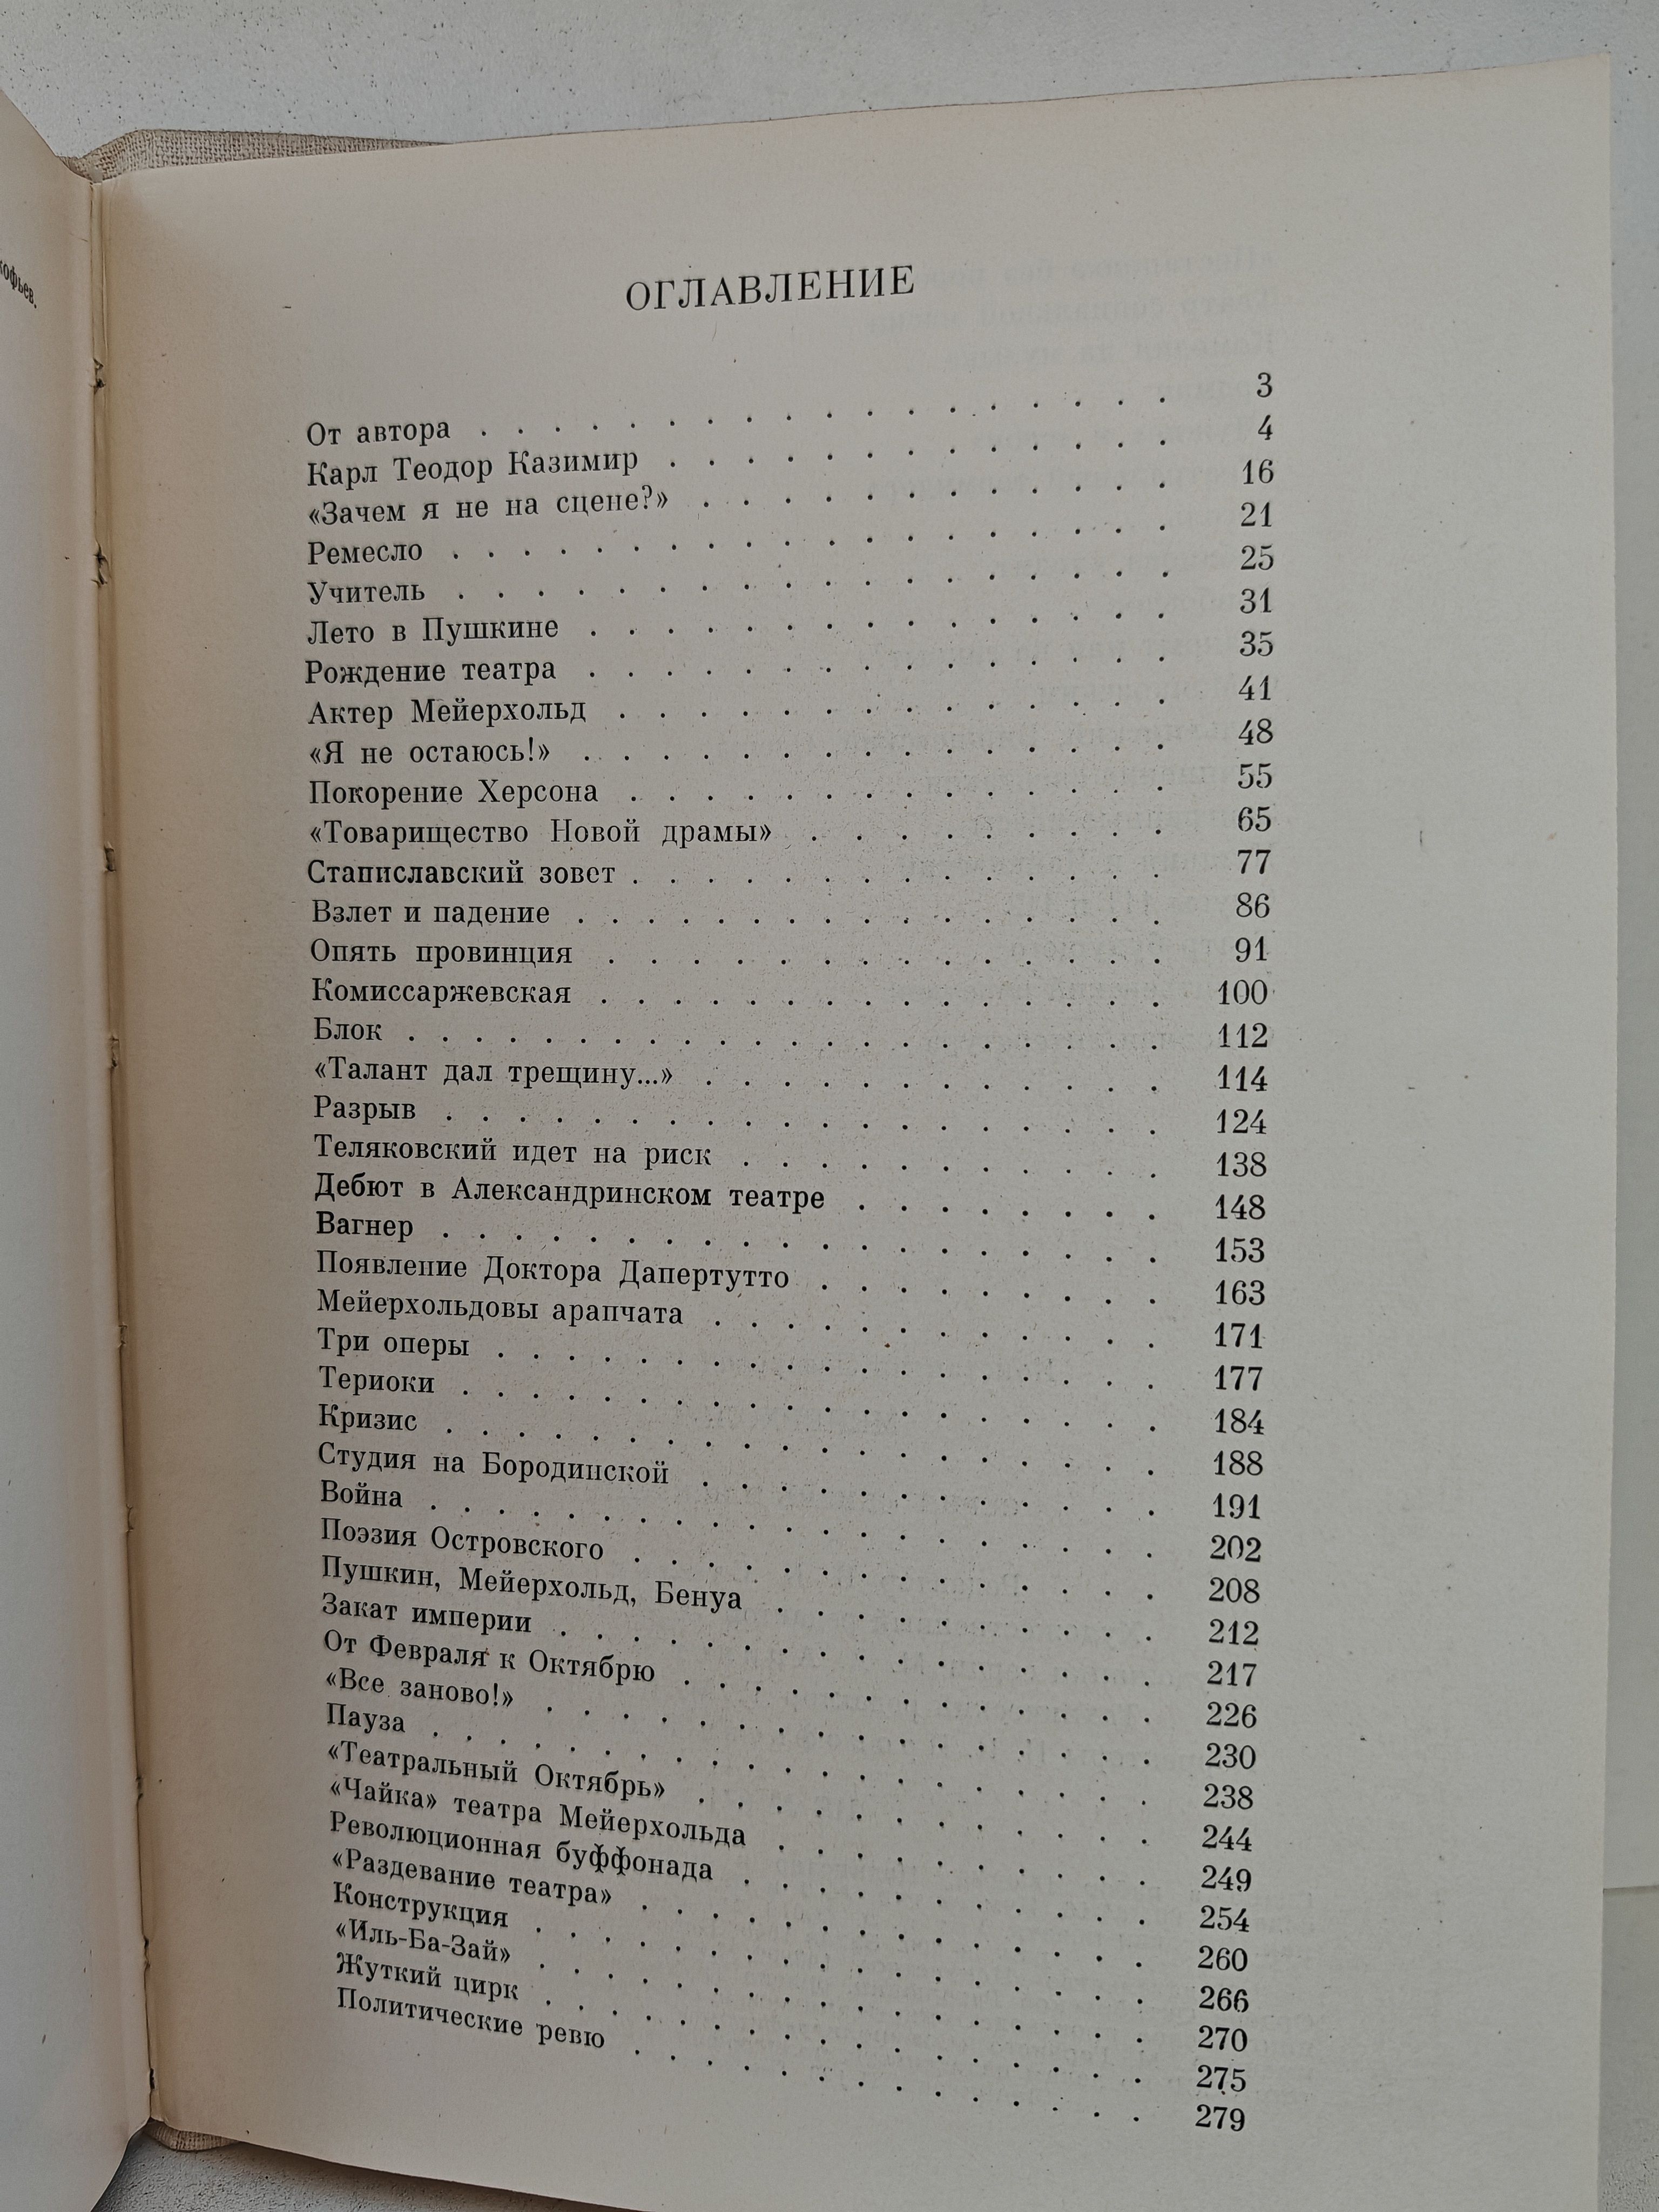 кофьев.
ОГЛАВЛЕНИЕ
От автора . . . . . . . . . . . . . . . . . . 3
Карл Теодор Казимир . . . . . . . . . . . . . 4
«Зачем я не на сцене?» . . . . . . . . . . . . 16
Ремесло . . . . . . . . . . . . . . . . . . . 21
Учитель . . . . . . . . . . . . . . . . . . 25
Лето в Пушкине . . . . . . . . . . . . . . . 31
Рождение театра . . . . . . . . . . . . . . . 35
Актер Мейерхольд . . . . . . . . . . . . . . 41
«Я не остаюсь!» . . . . . . . . . . . . . . . 48
Покорение Херсона . . . . . . . . . . . . . . 55
«Товарищество Новой драмы» . . . . . . . . . 65
Станиславский зовет . . . . . . . . . . . . . . 77
Взлет и падение . . . . . . . . . . . . . . . . 86
Опять провинция . . . . . . . . . . . . . . 91
Комиссаржевская . . . . . . . . . . . . . . . 100
Блок . . . . . . . . . . . . . . . . . . . . 112
«Талант дал трещину...» . . . . . . . . . . . . 114
Разрыв . . . . . . . . . . . . . . . . . . . 124
Теляковский идет на риск . . . . . . . . . . . 138
Дебют в Александринском театре . . . . . . . . 148
Вагнер . . . . . . . . . . . . . . . . . . . 153
Появление Доктора Дапертутто . . . . . . . . . 163
Мейерхольдовы арапчата . . . . . . . . . . . . 171
Три оперы . . . . . . . . . . . . . . . . . . 177
Териоки . . . . . . . . . . . . . . . . . . . 184
Кризис . . . . . . . . . . . . . . . . . . . 188
Студия на Бородинской . . . . . . . . . . . . 191
Война . . . . . . . . . . . . . . . . . . . 202
Поэзия Островского . . . . . . . . . . . . . . 208
Пушкин, Мейерхольд, Бенуа . . . . . . . . . . 212
Закат империи . . . . . . . . . . . . . . . . 217
От Февраля к Октябрю . . . . . . . . . . . . 226
«Все заново!» . . . . . . . . . . . . . . . . 230
Пауза . . . . . . . . . . . . . . . . . . . 238
«Театральный Октябрь» . . . . . . . . . . . . 244
«Чайка» театра Мейерхольда . . . . . . . . . . 249
Революционная буффонада . . . . . . . . . . . 254
«Раздевание театра» . . . . . . . . . . . . . . 260
Конструкция . . . . . . . . . . . . . . . . 266
«Иль-Ба-Зай» . . . . . . . . . . . . . . . . 270
Жуткий цирк . . . . . . . . . . . . . . . . 275
Политические ревю . . . . . . . . . . . . . . 279